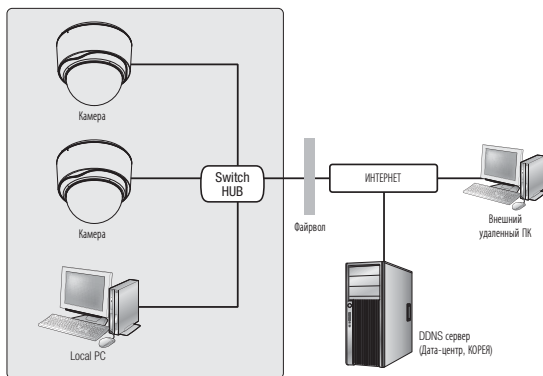 Камера
Камера
Local PC
Switch
HUB
Файрвол
ИНТЕРНЕТ
Внешний
удаленный ПК
DDNS сервер
(Дата-центр, КОРЕЯ)